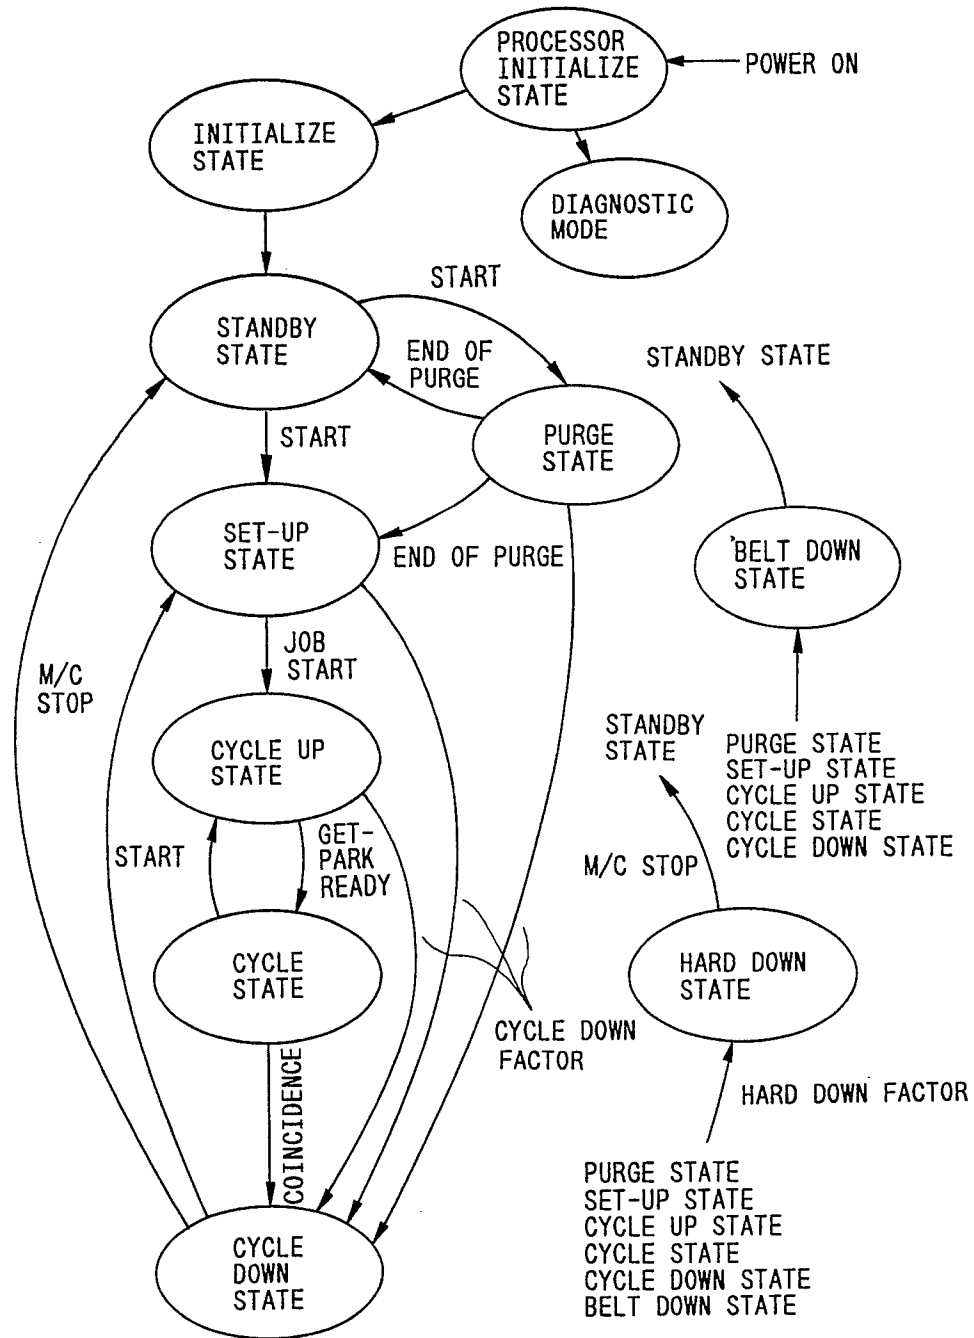 PROCESSOR
INITIALIZE
STATE
POWER ON
INITIALIZE
STATE
DIAGNOSTIC
MODE
START
STANDBY
STATE
END OF
PURGE
STANDBY STATE
START
PURGE
STATE
SET-UP
STATE
END OF PURGE
BELT DOWN
STATE
JOB
START
M/C
STOP
STANDBY
STATE
PURGE STATE
SET-UP STATE
CYCLE UP STATE
CYCLE STATE
CYCLE DOWN STATE
CYCLE UP
STATE
START
GET-
PARK
READY
M/C STOP
CYCLE
STATE
HARD DOWN
STATE
CYCLE DOWN
FACTOR
COINCIDENCE
HARD DOWN FACTOR
PURGE STATE
SET-UP STATE
CYCLE UP STATE
CYCLE STATE
CYCLE DOWN STATE
BELT DOWN STATE
CYCLE
DOWN
STATE